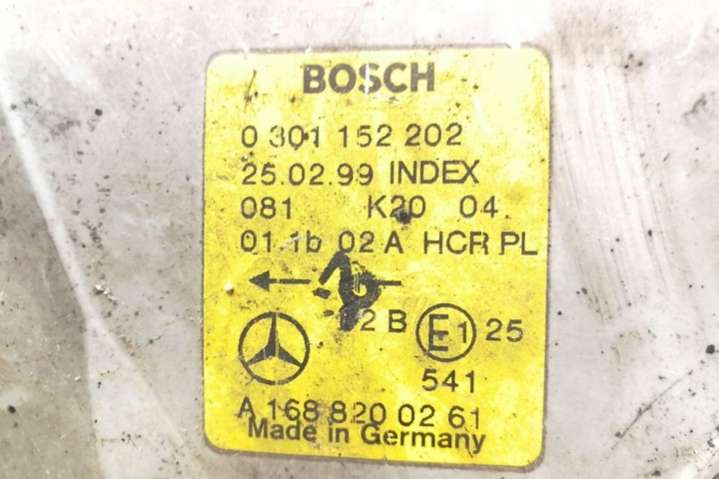 BOSCH
0 301 152 202
25.02.99 INDEX
081 K20 04
01.1b 02 A HCR PL
2 B E1 25
541
A 168 820 02 61
Made in Germany